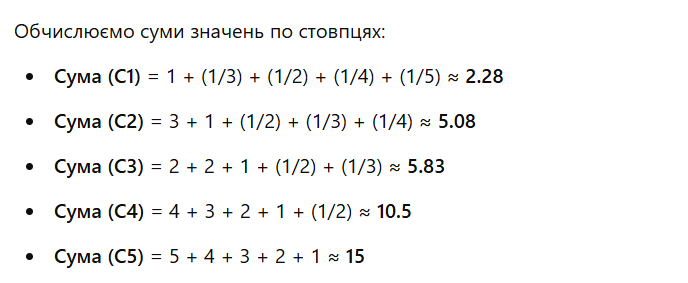 Обчислюємо суми значень по стовпцях:
• Сума (C1) = 1 + (1/3) + (1/2) + (1/4) + (1/5) ≈ 2.28
• Сума (C2) = 3 + 1 + (1/2) + (1/3) + (1/4) ≈ 5.08
• Сума (C3) = 2 + 2 + 1 + (1/2) + (1/3) ≈ 5.83
• Сума (C4) = 4 + 3 + 2 + 1 + (1/2) ≈ 10.5
• Сума (C5) = 5 + 4 + 3 + 2 + 1 ≈ 15